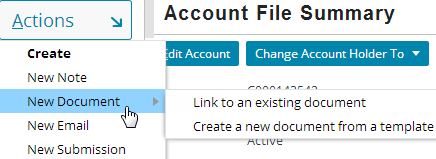 Actions
Account File Summary
Edit Account
Change Account Holder To
Create
New Note
New Document
New Email
New Submission
Link to an existing document
Create a new document from a template
Active